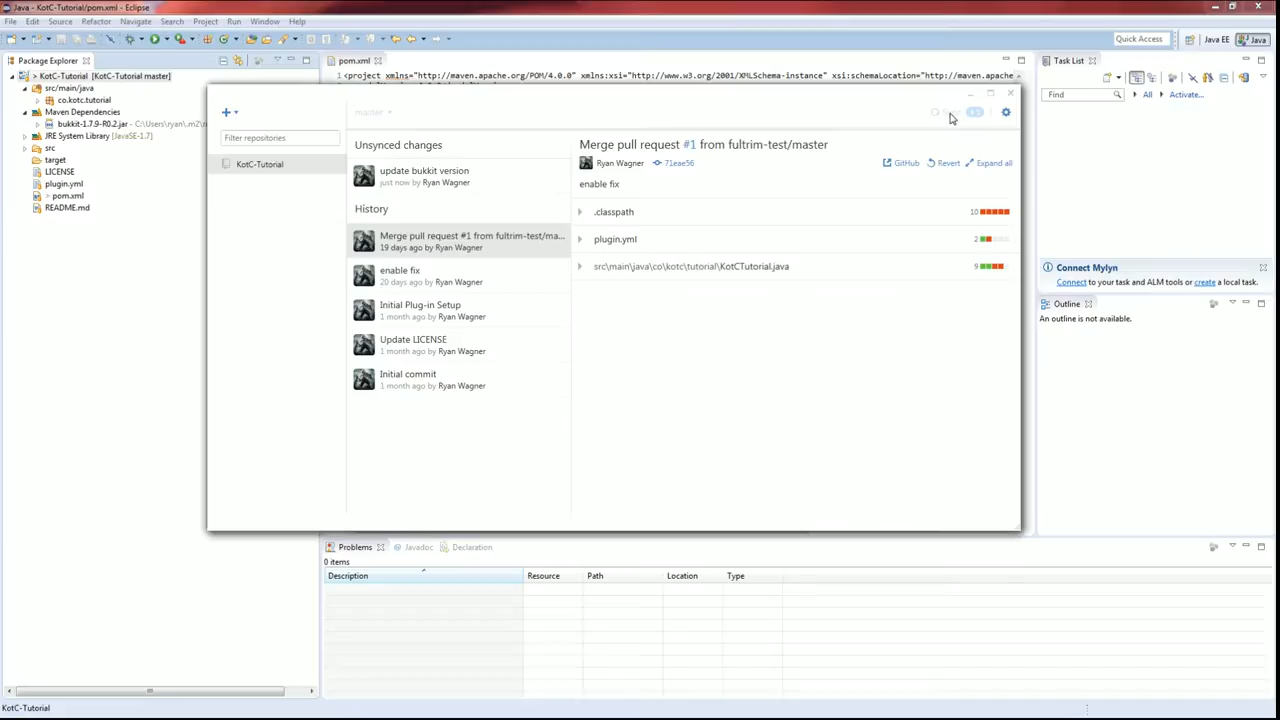 Java - KotC-Tutorial/pom.xml - Eclipse
File Edit Source Refactor Navigate Search Project Run Window Help
Quick Access Java EE Java
Package Explorer
> KotC-Tutorial [KotC-Tutorial master]
src/main/java
co.kotc.tutorial
Maven Dependencies
bukkit-1.7.9-R0.2.jar - C:\Users\ryan\.m2\r
JRE System Library [JavaSE-1.7]
src
target
LICENSE
plugin.yml
> pom.xml
README.md
pom.xml
1 <project xmlns="http://maven.apache.org/POM/4.0.0" xmlns:xsi="http://www.w3.org/2001/XMLSchema-instance" xsi:schemaLocation="http://maven.apache
master
Filter repositories
KotC-Tutorial
Unsynced changes
update bukkit version
just now by Ryan Wagner
History
Merge pull request #1 from fultrim-test/ma...
19 days ago by Ryan Wagner
enable fix
20 days ago by Ryan Wagner
Initial Plug-in Setup
1 month ago by Ryan Wagner
Update LICENSE
1 month ago by Ryan Wagner
Initial commit
1 month ago by Ryan Wagner
Merge pull request #1 from fultrim-test/master
Ryan Wagner 71eae56 GitHub Revert Expand all
enable fix
.classpath 10
plugin.yml 2
src\main\java\co\kotc\tutorial\KotCTutorial.java 9
Task List
Find All Activate...
Connect Mylyn
Connect to your task and ALM tools or create a local task.
Outline
An outline is not available.
Problems Javadoc Declaration
0 items
Description Resource Path Location Type
KotC-Tutorial